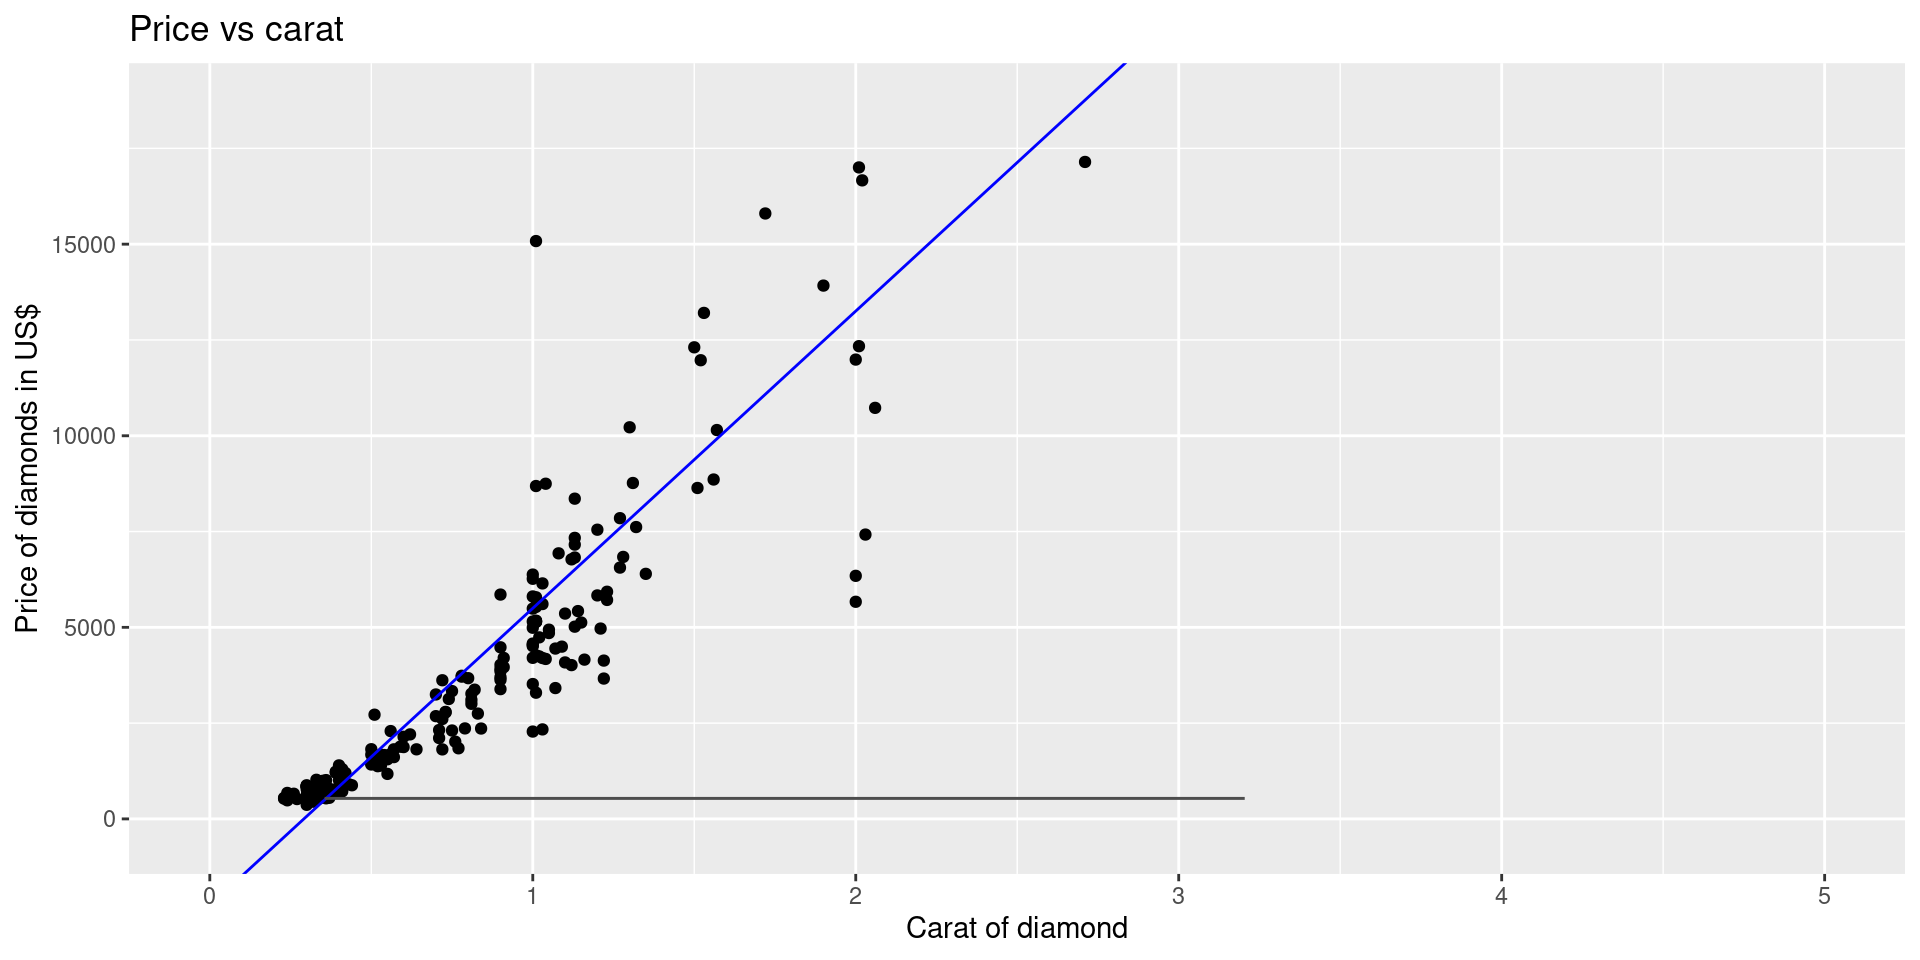 Price vs carat
Price of diamonds in US$
15000
10000
5000
0
0 1 2 3 4 5
Carat of diamond